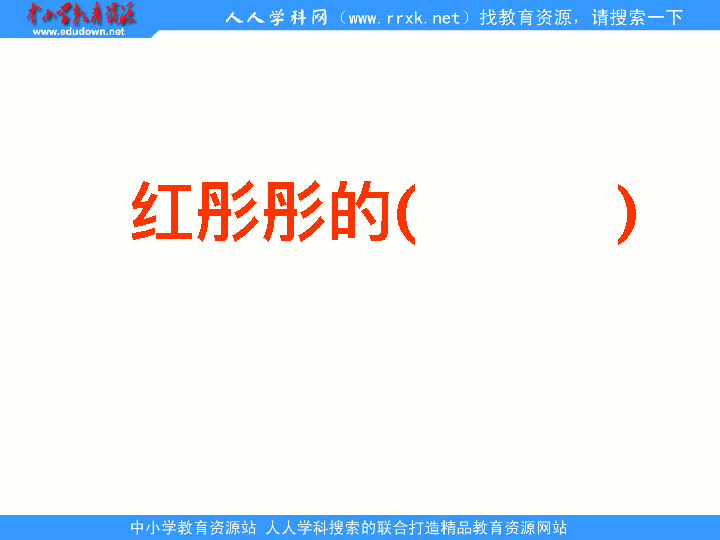 中小学教育资源
www.edudown.net
人人学科网（www.rrxk.net）找教育资源，请搜索一下
红彤彤的(        )
中小学教育资源站 人人学科搜索的联合打造精品教育资源网站